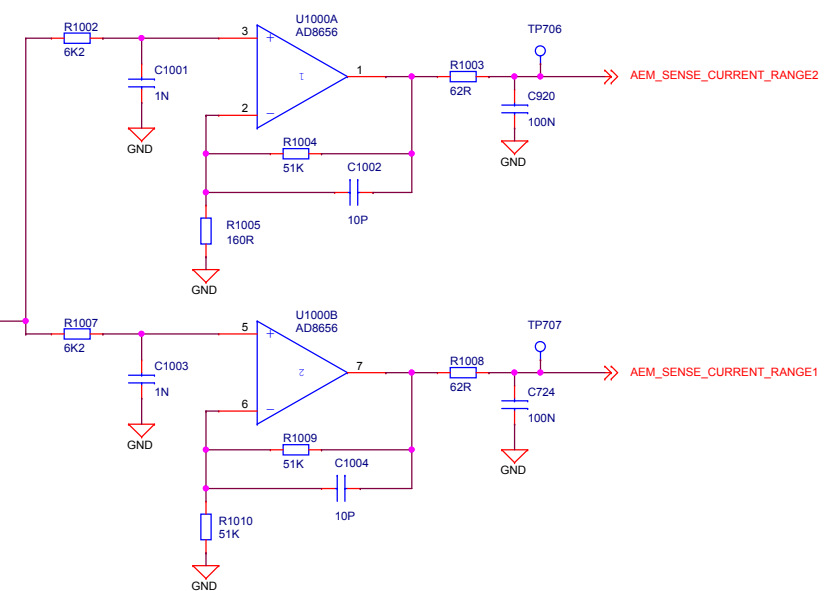 R1002
6K2
C1001
1N
GND
U1000A
AD8656
3
+
1
2
−
1
R1004
51K
C1002
10P
R1005
160R
GND
R1003
62R
TP706
C920
100N
GND
AEM_SENSE_CURRENT_RANGE2
R1007
6K2
C1003
1N
GND
U1000B
AD8656
5
+
2
6
−
7
R1009
51K
C1004
10P
R1010
51K
GND
R1008
62R
TP707
C724
100N
GND
AEM_SENSE_CURRENT_RANGE1